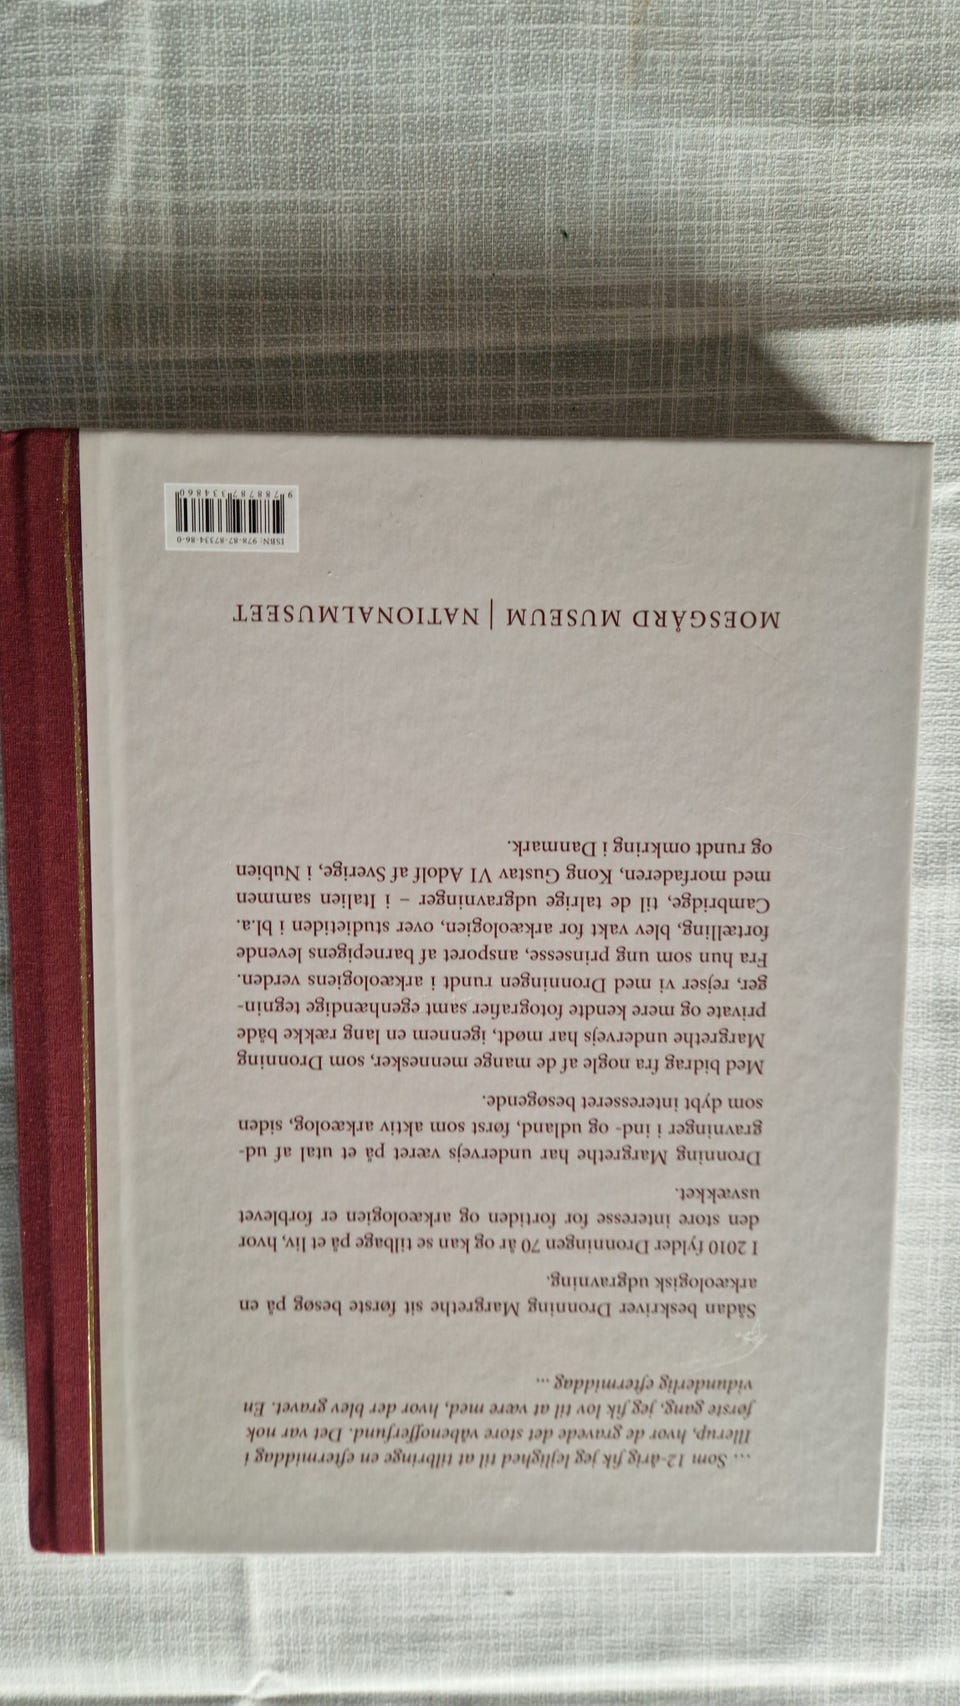 ... Som 12-årig fik jeg lejlighed til at tilbringe en eftermiddag i
Illerup, hvor de gravede det store våbenofferfund. Det var nok
første gang, jeg fik lov til at være med, hvor der blev gravet. En
vidunderlig eftermiddag ...
Sådan beskriver Dronning Margrethe sit første besøg på en
arkæologisk udgravning.
I 2010 fylder Dronningen 70 år og kan se tilbage på et liv, hvor
den store interesse for fortiden og arkæologien er forblevet
usvækket.
Dronning Margrethe har undervejs været på et utal af ud-
gravninger i ind- og udland, først som aktiv arkæolog, siden
som dybt interesseret besøgende.
Med bidrag fra nogle af de mange mennesker, som Dronning
Margrethe undervejs har mødt, igennem en lang række både
private og mere kendte fotografier samt egenhændige tegnin-
ger, rejser vi med Dronningen rundt i arkæologiens verden.
Fra hun som ung prinsesse, ansporet af barnepigens levende
fortælling, blev vakt for arkæologien, over studietiden i bl.a.
Cambridge, til de talrige udgravninger – i Italien sammen
med morfaderen, Kong Gustav VI Adolf af Sverige, i Nubien
og rundt omkring i Danmark.
MOESGÅRD MUSEUM | NATIONALMUSEET
ISBN: 978-87-87334-86-0
9 788787 334860